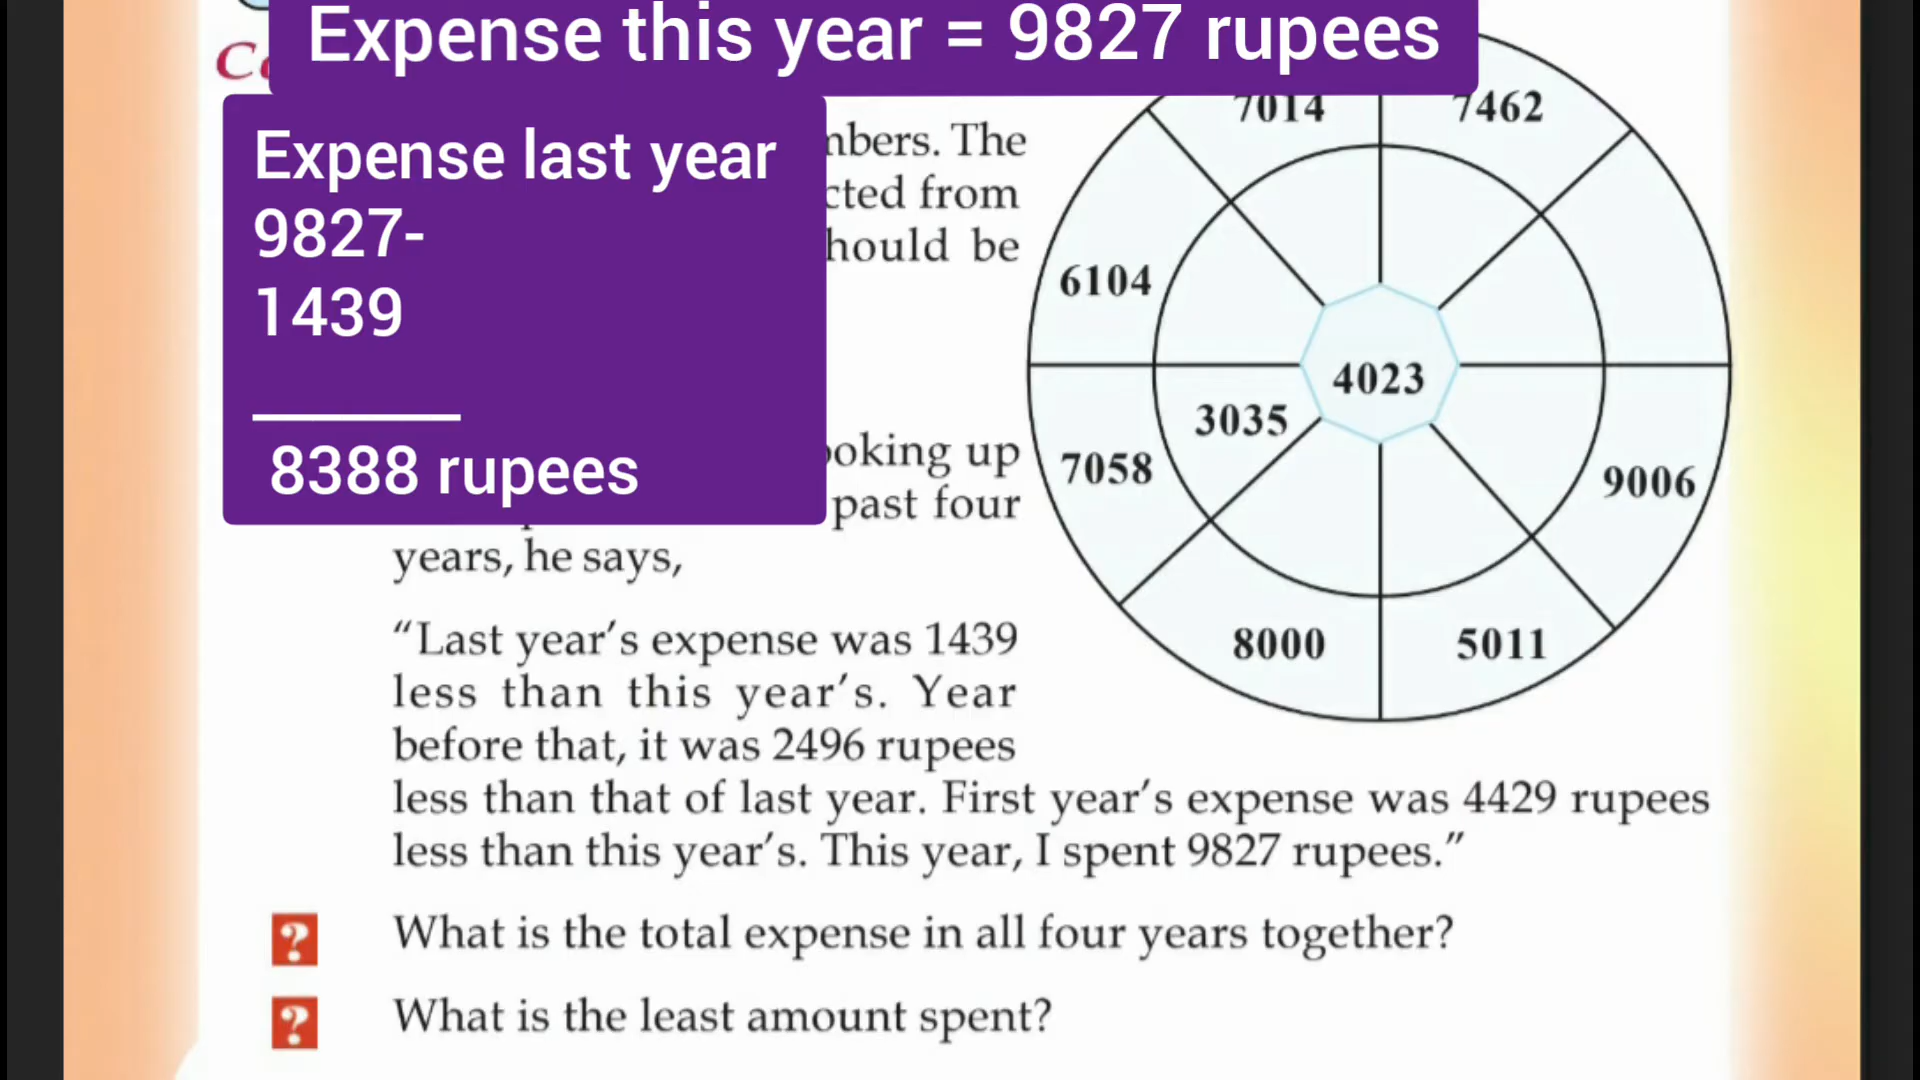 Expense this year = 9827 rupees
Expense last year
9827-
1439
8388 rupees
The
from
be
up
past four
years, he says,
“Last year’s expense was 1439
less than this year’s. Year
before that, it was 2496 rupees
less than that of last year. First year’s expense was 4429 rupees
less than this year’s. This year, I spent 9827 rupees.”
? What is the total expense in all four years together?
? What is the least amount spent?
7014 7462
6104
4023
3035
7058
9006
8000 5011